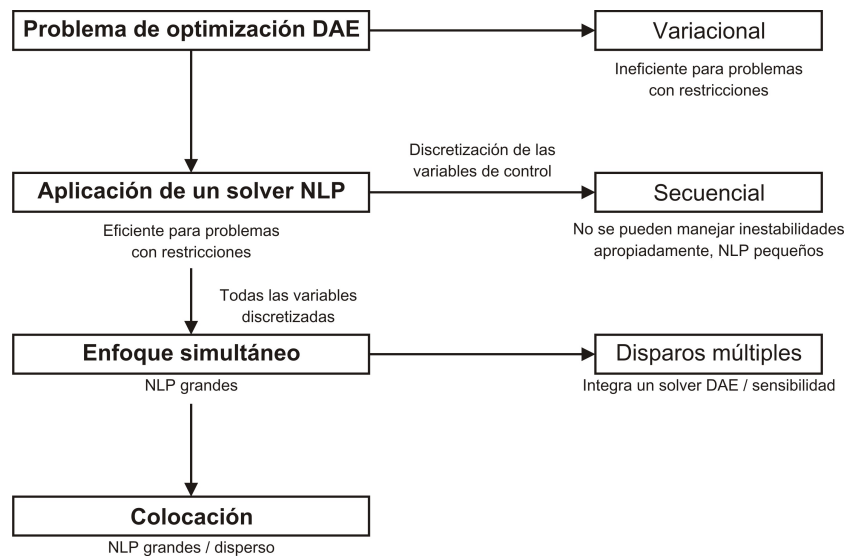 Problema de optimización DAE
Variacional
Ineficiente para problemas
con restricciones
Discretización de las
variables de control
Aplicación de un solver NLP
Secuencial
Eficiente para problemas
con restricciones
No se pueden manejar inestabilidades
apropiadamente, NLP pequeños
Todas las variables
discretizadas
Enfoque simultáneo
Disparos múltiples
NLP grandes
Integra un solver DAE / sensibilidad
Colocación
NLP grandes / disperso